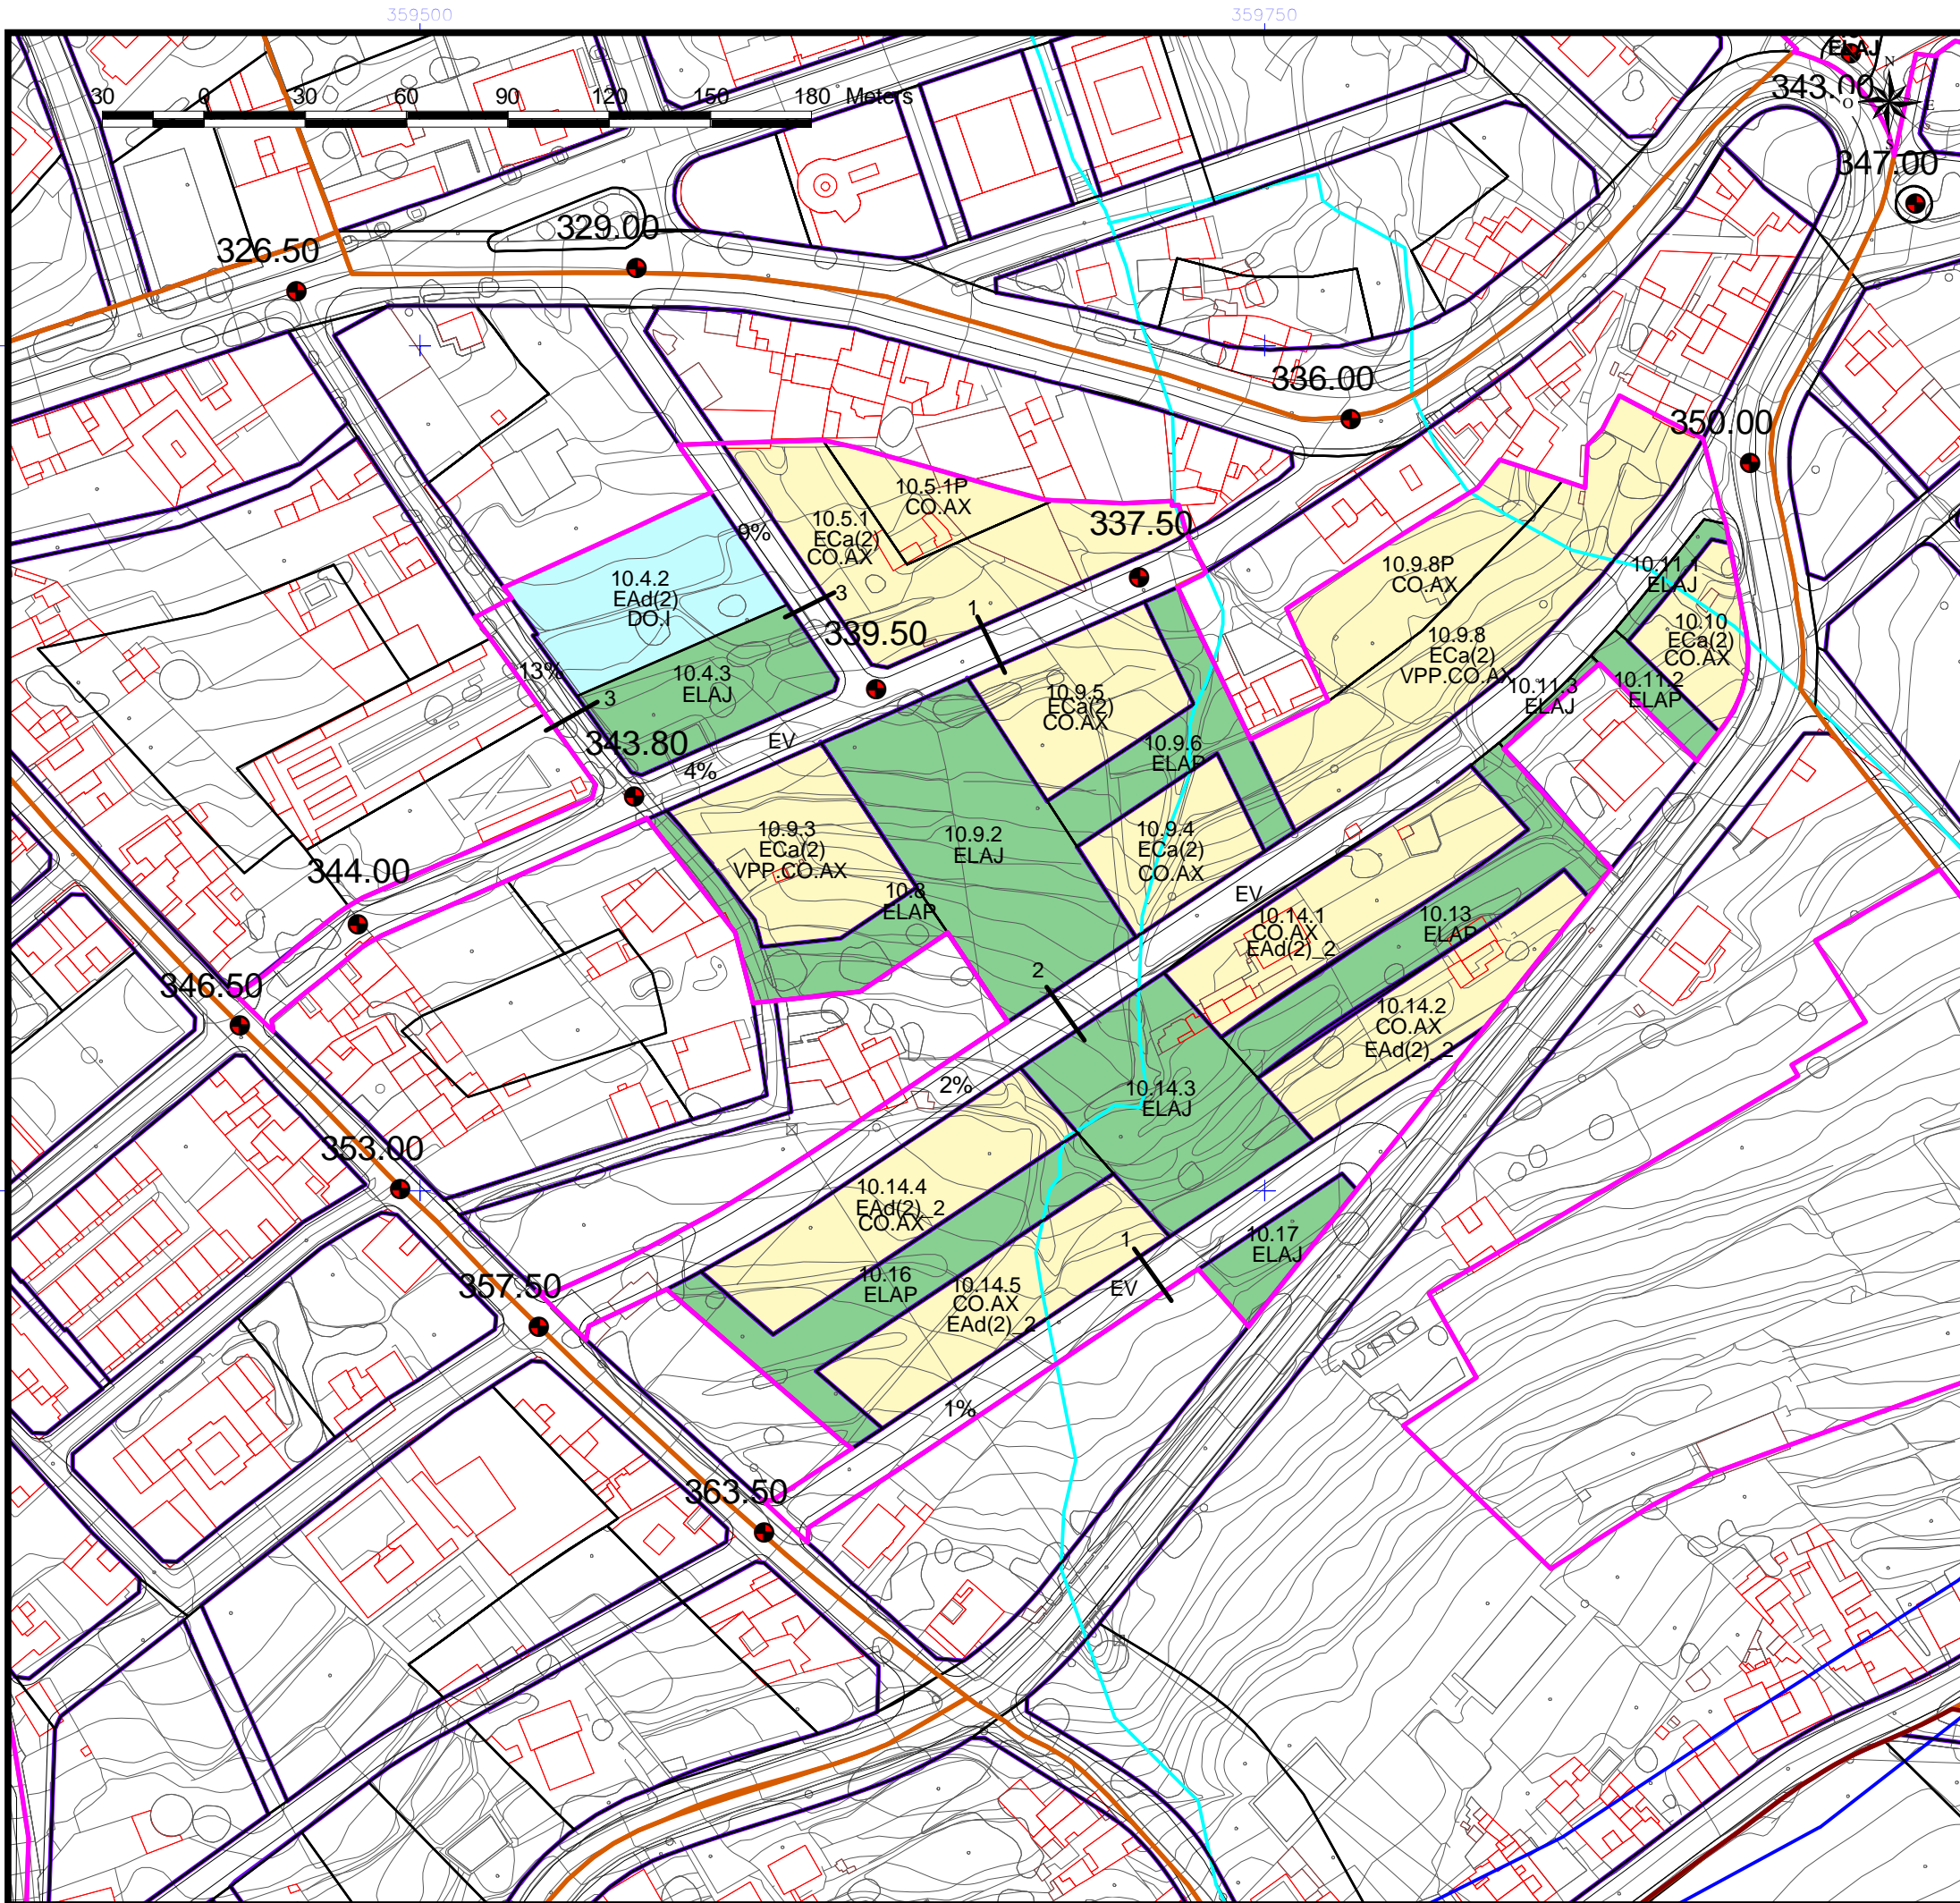 359500
359750
ELAJ
343.00
N
O
E
S
30 0 30 60 90 120 150 180 Meters
347.00
326.50
329.00
336.00
350.00
10.5.1P
CO.AX
10.5.1
ECa(2)
CO.AX
9%
337.50
10.4.2
EAd(2)
DO.I
3
10.9.8P
CO.AX
10.11.1
ELAJ
1
339.50
10.10
ECa(2)
CO.AX
10.9.8
ECa(2)
VPP.CO.AX
13%
10.4.3
ELAJ
10.9.5
ECa(2)
CO.AX
10.11.3
ELAJ
10.11.2
ELAP
3
343.80
EV
4%
10.9.6
ELAP
10.9.3
ECa(2)
VPP.CO.AX
10.9.2
ELAJ
10.9.4
ECa(2)
CO.AX
344.00
10.8
ELAP
EV
10.14.1
CO.AX
EAd(2)_2
10.13
ELAP
346.50
2
10.14.2
CO.AX
EAd(2)_2
2%
10.14.3
ELAJ
353.00
10.14.4
EAd(2)_2
CO.AX
1
10.17
ELAJ
357.50
10.16
ELAP
10.14.5
CO.AX
EAd(2)_2
EV
1%
363.50